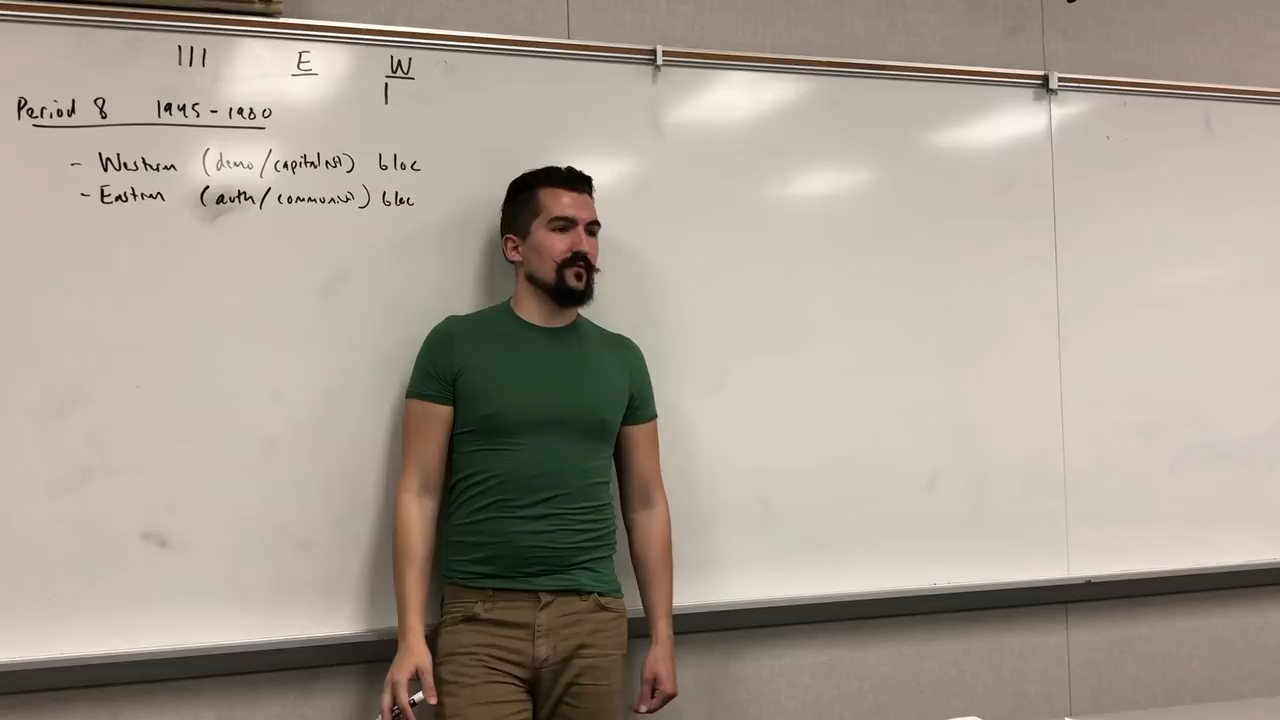 III E W
I
Period 8 1945-1980
- Western (demo/capitalist) bloc
- Eastern (auth/communist) bloc